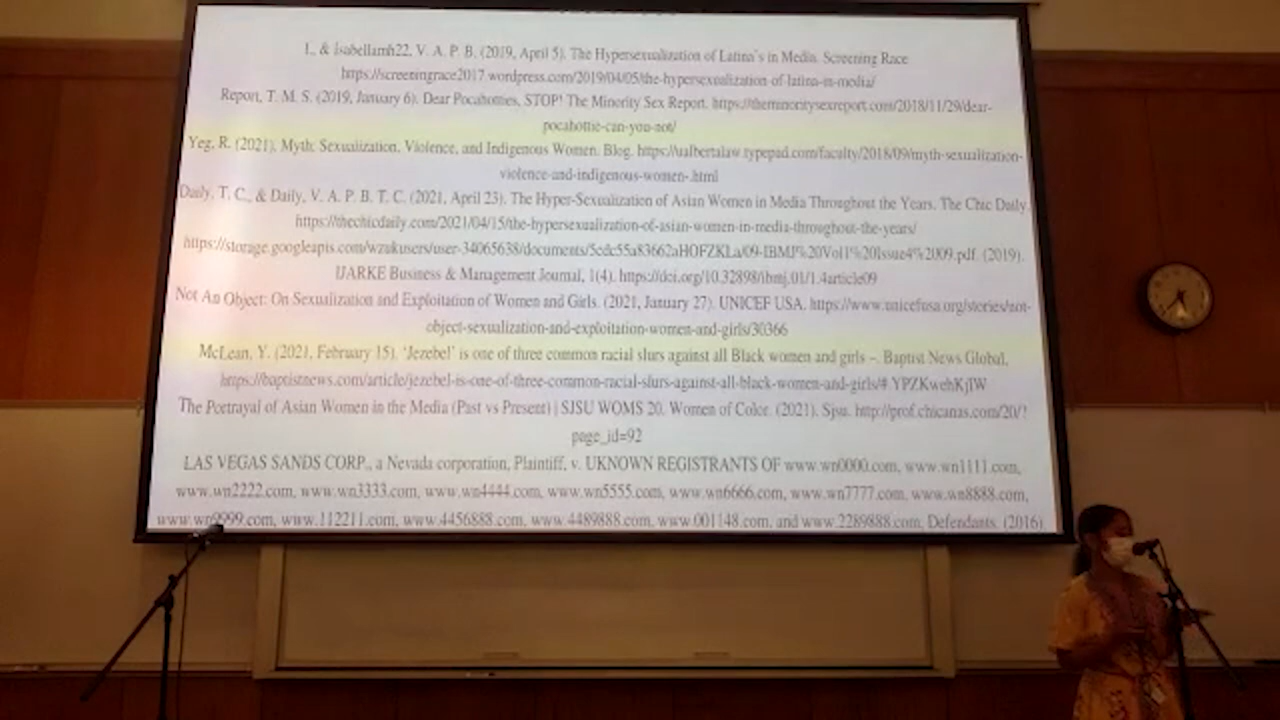 I., & Isabellamh22, V. A. P. B. (2019, April 5). The Hypersexualization of Latina's in Media. Screening Race
https://screeningrace2017.wordpress.com/2019/04/05/the-hypersexualization-of-latina-in-media/
Report, T. M. S. (2019, January 6). Dear Pocahotties, STOP! The Minority Sex Report. https://theminoritysexreport.com/2018/11/29/dear-
pocahottie-can-you-not/
Yeg, R. (2021). Myth: Sexualization, Violence, and Indigenous Women. Blog. https://ualbertalaw.typepad.com/faculty/2018/09/myth-sexualization-
violence-and-indigenous-women-.html
Daily, T. C., & Daily, V. A. P. B. T. C. (2021, April 23). The Hyper-Sexualization of Asian Women in Media Throughout the Years. The Chic Daily.
https://thechicdaily.com/2021/04/15/the-hypersexualization-of-asian-women-in-media-throughout-the-years/
(2019).
IJARKE Business & Management Journal, 1(4). https://doi.org/10.32898/ibmj.01/1.4article09
Not An Object: On Sexualization and Exploitation of Women and Girls. (2021, January 27). UNICEF USA. https://www.unicefusa.org/stories/not-
object-sexualization-and-exploitation-women-and-girls/30366
McLean, Y. (2021, February 15). 'Jezebel' is one of three common racial slurs against all Black women and girls –. Baptist News Global.
https://baptistnews.com/article/jezebel-is-one-of-three-common-racial-slurs-against-all-black-women-and-girls/#.YPZKwehKjIW
The Portrayal of Asian Women in the Media (Past vs Present) | SJSU WOMS 20. Women of Color. (2021). Sjsu. http://prof.chicanas.com/20/?
page_id=92
LAS VEGAS SANDS CORP., a Nevada corporation, Plaintiff, v. UKNOWN REGISTRANTS OF www.wn0000.com, www.wn1111.com,
www.wn2222.com, www.wn3333.com, www.wn4444.com, www.wn5555.com, www.wn6666.com, www.wn7777.com, www.wn8888.com,
www.wn9999.com, www.112211.com, www.4456888.com, www.4489888.com, www.001148.com, and www.2289888.com, Defendants. (2016).